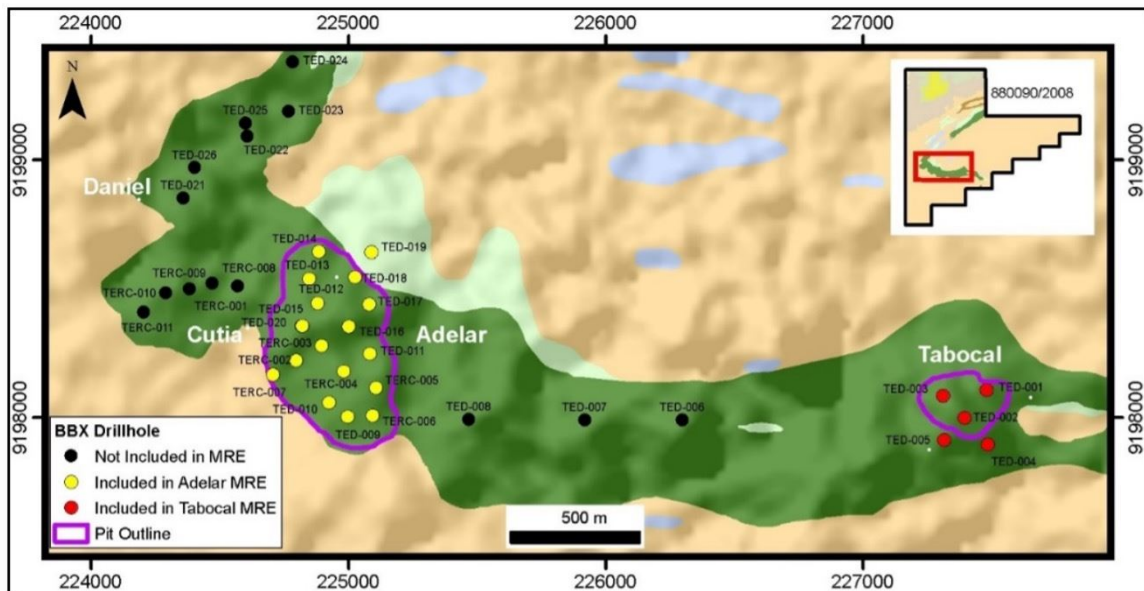 224000 225000 226000 227000
N
TED-024
880090/2008
TED-025
TED-023
TED-022
9199000
9199000
TED-026
Daniel
TED-021
TED-014
TED-019
TED-013
TED-018
TERC-009
TERC-008
TED-012
TERC-010
TED-017
TERC-001
TED-015
TERC-011
TED-020
Cutia
TED-016
Adelar
TERC-003
TED-011
TERC-002
Tabocal
TERC-007
TERC-004
TERC-005
TED-003
TED-001
TED-010
TED-008
TED-007
TED-006
TERC-006
TED-002
9198000
9198000
TED-009
TED-005
TED-004
BBX Drillhole
Not Included in MRE
Included in Adelar MRE
Included in Tabocal MRE
Pit Outline
500 m
224000 225000 226000 227000